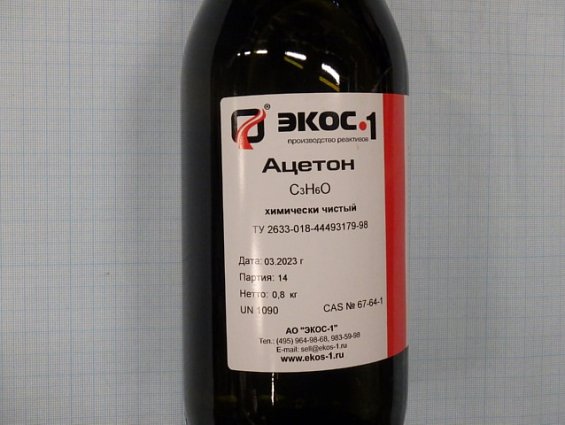 ЭКОС•1
®
производство реактивов
Ацетон
C3H6O
химически чистый
ТУ 2633-018-44493179-98
Дата: 03.2023 г
Партия: 14
Нетто: 0,8 кг
UN 1090 CAS № 67-64-1
АО "ЭКОС-1"
Тел.: (495) 964-98-68, 983-59-98
E-mail: sell@ekos-1.ru
www.ekos-1.ru